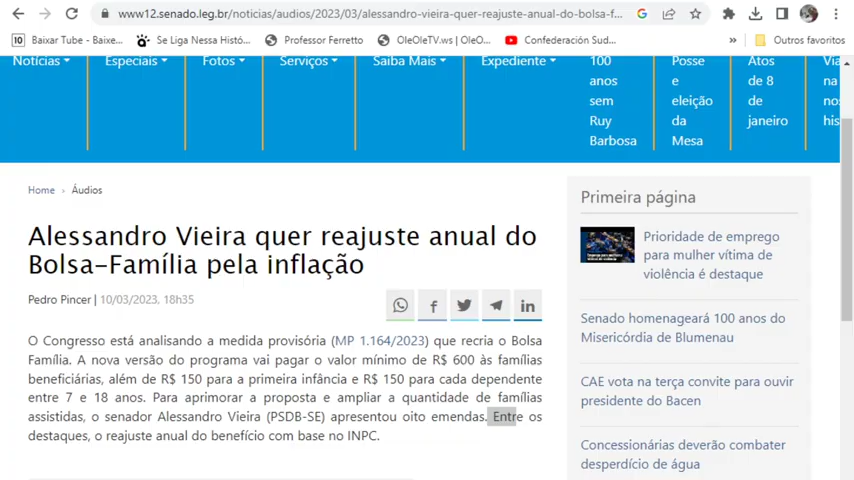 www12.senado.leg.br/noticias/audios/2023/03/alessandro-vieira-quer-reajuste-anual-do-bolsa-f...
Baixar Tube - Baixe... Se Liga Nessa Histó... Professor Ferretto OleOleTV.ws | OleO... Confederación Sud... » Outros favoritos
Notícias Especiais Fotos Serviços Saiba Mais Expediente
100
anos
sem
Ruy
Barbosa
Posse
e
eleição
da
Mesa
Atos
de 8
de
janeiro
Via
na
nos
his
Home › Áudios
Alessandro Vieira quer reajuste anual do
Bolsa-Família pela inflação
Pedro Pincer | 10/03/2023, 18h35
O Congresso está analisando a medida provisória (MP 1.164/2023) que recria o Bolsa
Família. A nova versão do programa vai pagar o valor mínimo de R$ 600 às famílias
beneficiárias, além de R$ 150 para a primeira infância e R$ 150 para cada dependente
entre 7 e 18 anos. Para aprimorar a proposta e ampliar a quantidade de famílias
assistidas, o senador Alessandro Vieira (PSDB-SE) apresentou oito emendas. Entre os
destaques, o reajuste anual do benefício com base no INPC.
Primeira página
Prioridade de emprego
para mulher vítima de
violência é destaque
Senado homenageará 100 anos do
Misericórdia de Blumenau
CAE vota na terça convite para ouvir
presidente do Bacen
Concessionárias deverão combater
desperdício de água